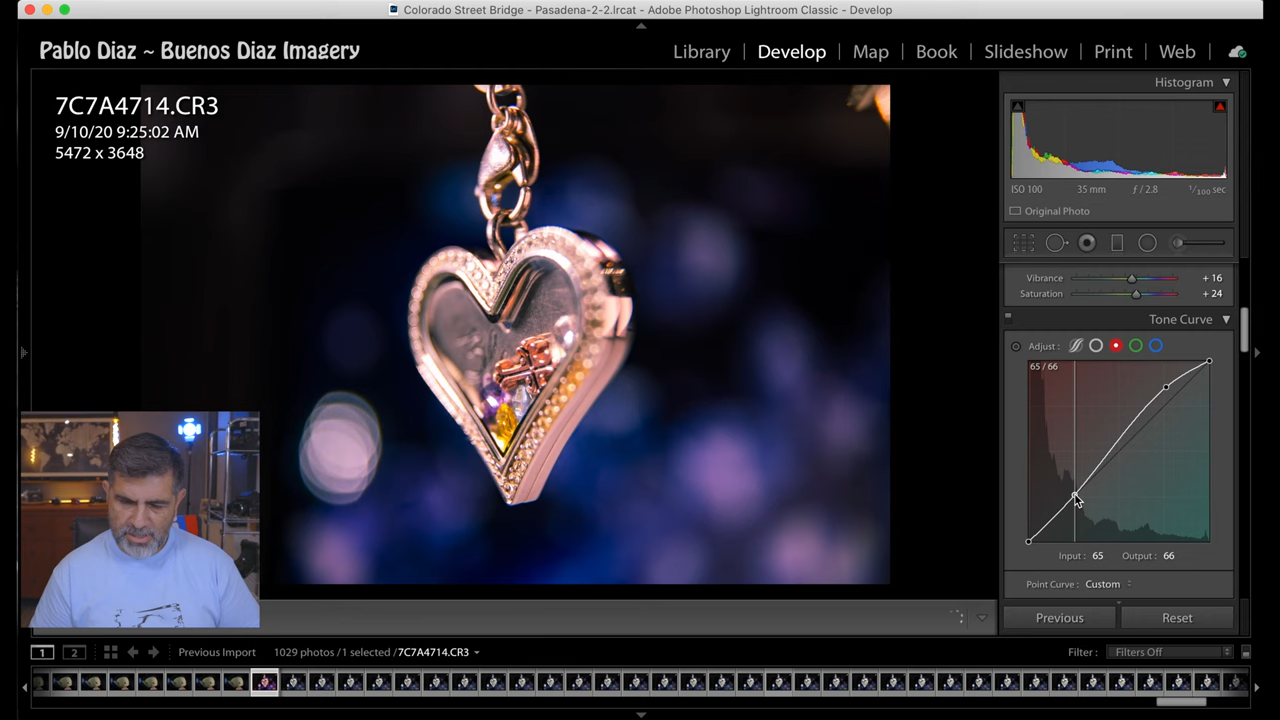 Colorado Street Bridge - Pasadena-2-2.lrcat - Adobe Photoshop Lightroom Classic - Develop
Pablo Diaz ~ Buenos Diaz Imagery
Library | Develop | Map | Book | Slideshow | Print | Web
7C7A4714.CR3
9/10/20 9:25:02 AM
5472 x 3648
Histogram
ISO 100 35 mm ƒ / 2.8 1/100 sec
Original Photo
Vibrance + 16
Saturation + 24
Tone Curve
Adjust :
65 / 66
Input : 65 Output : 66
Point Curve : Custom
Previous Reset
1 2 Previous Import 1029 photos / 1 selected / 7C7A4714.CR3 Filter : Filters Off